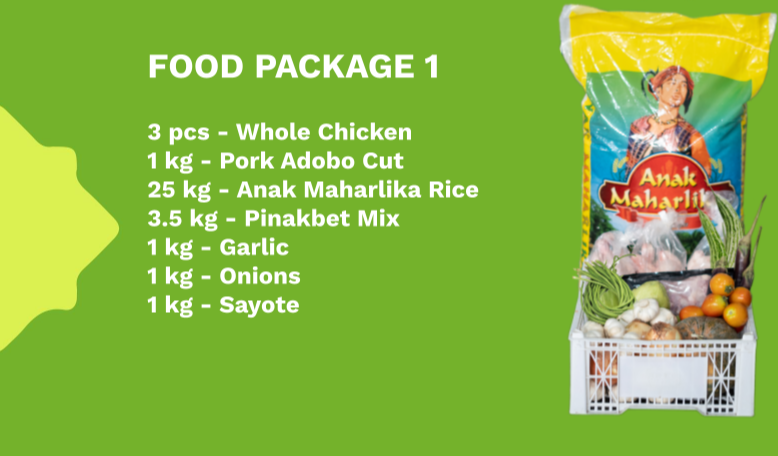 FOOD PACKAGE 1
3 pcs - Whole Chicken
1 kg - Pork Adobo Cut
25 kg - Anak Maharlika Rice
3.5 kg - Pinakbet Mix
1 kg - Garlic
1 kg - Onions
1 kg - Sayote
Anak